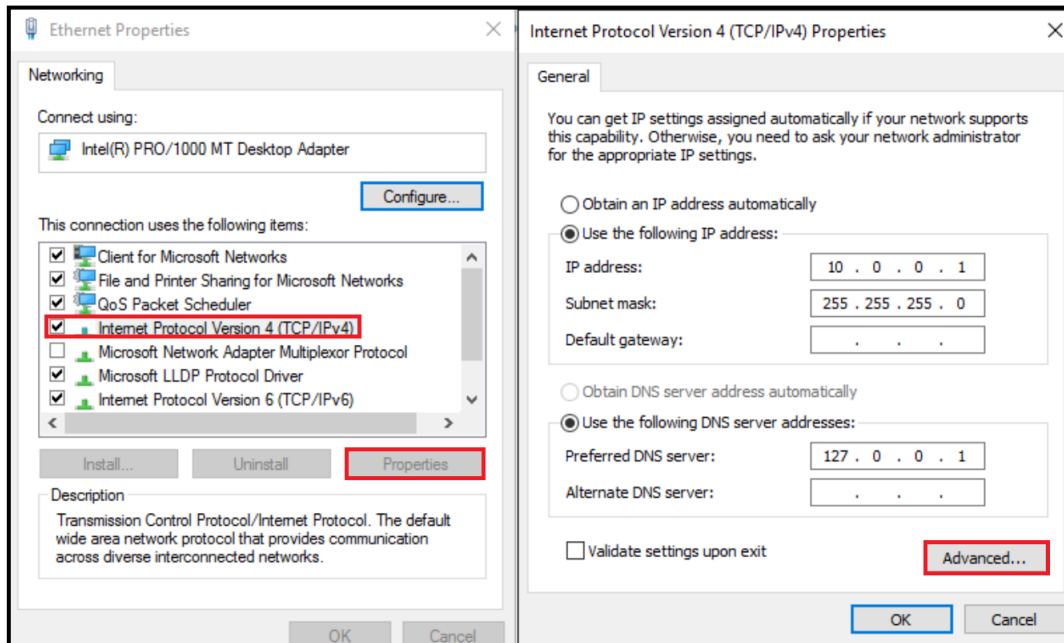 Ethernet Properties
Networking
Connect using:
Intel(R) PRO/1000 MT Desktop Adapter
Configure...
This connection uses the following items:
Client for Microsoft Networks
File and Printer Sharing for Microsoft Networks
QoS Packet Scheduler
Internet Protocol Version 4 (TCP/IPv4)
Microsoft Network Adapter Multiplexor Protocol
Microsoft LLDP Protocol Driver
Internet Protocol Version 6 (TCP/IPv6)
Install... Uninstall Properties
Description
Transmission Control Protocol/Internet Protocol. The default
wide area network protocol that provides communication
across diverse interconnected networks.
OK Cancel
Internet Protocol Version 4 (TCP/IPv4) Properties
General
You can get IP settings assigned automatically if your network supports
this capability. Otherwise, you need to ask your network administrator
for the appropriate IP settings.
Obtain an IP address automatically
Use the following IP address:
IP address: 10 . 0 . 0 . 1
Subnet mask: 255 . 255 . 255 . 0
Default gateway: . . .
Obtain DNS server address automatically
Use the following DNS server addresses:
Preferred DNS server: 127 . 0 . 0 . 1
Alternate DNS server: . . .
Validate settings upon exit
Advanced...
OK Cancel